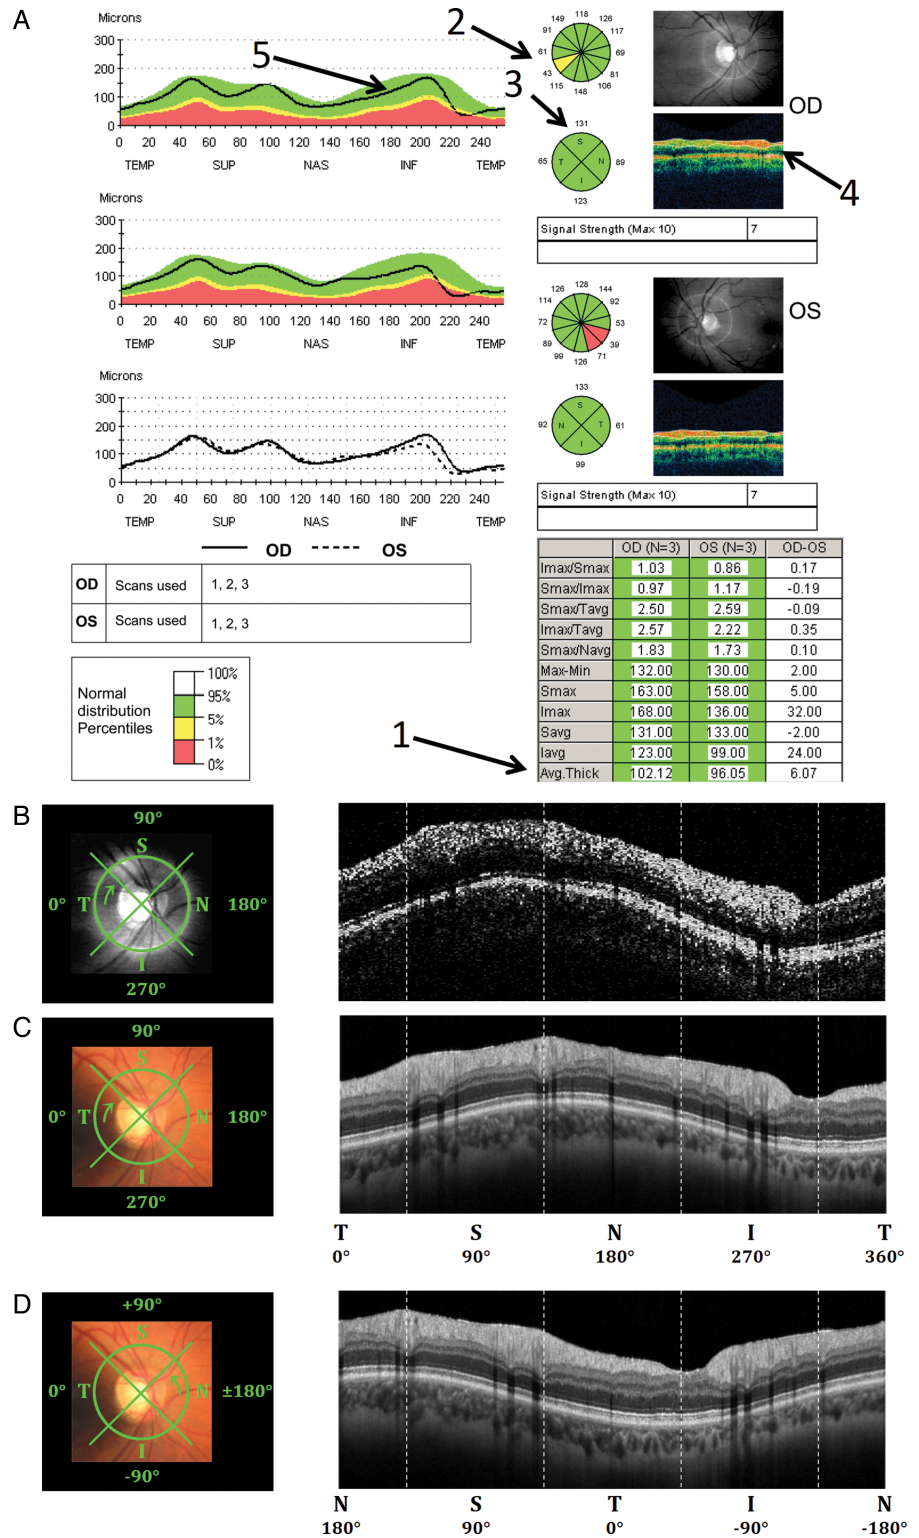 A
Microns
300
200
100
0
0 20 40 60 80 100 120 140 160 180 200 220 240
TEMP SUP NAS INF TEMP
5
2
3
118
126
117
69
81
106
148
115
43
61
91
149
131
S
65 T N 89
I
123
OD
4
Signal Strength (Max 10) 7
Microns
300
200
100
0
0 20 40 60 80 100 120 140 160 180 200 220 240
TEMP SUP NAS INF TEMP
128
144
92
53
39
71
126
99
89
72
114
126
OS
133
S
92 N T 61
I
99
Signal Strength (Max 10) 7
Microns
300
200
100
0
0 20 40 60 80 100 120 140 160 180 200 220 240
TEMP SUP NAS INF TEMP
OD OS
OD Scans used 1, 2, 3
OS Scans used 1, 2, 3
Normal
distribution
Percentiles
100%
95%
5%
1%
0%
1
OD (N=3) OS (N=3) OD-OS
Imax/Smax 1.03 0.86 0.17
Smax/Imax 0.97 1.17 -0.19
Smax/Tavg 2.50 2.59 -0.09
Imax/Tavg 2.57 2.22 0.35
Smax/Navg 1.83 1.73 0.10
Max-Min 132.00 130.00 2.00
Smax 163.00 158.00 5.00
Imax 168.00 136.00 32.00
Savg 131.00 133.00 -2.00
Iavg 123.00 99.00 24.00
Avg.Thick 102.12 96.05 6.07
B
90°
S
0° T N 180°
I
270°
C
90°
S
0° T N 180°
I
270°
T S N I T
0° 90° 180° 270° 360°
D
+90°
S
0° T N ±180°
I
-90°
N S T I N
180° 90° 0° -90° -180°